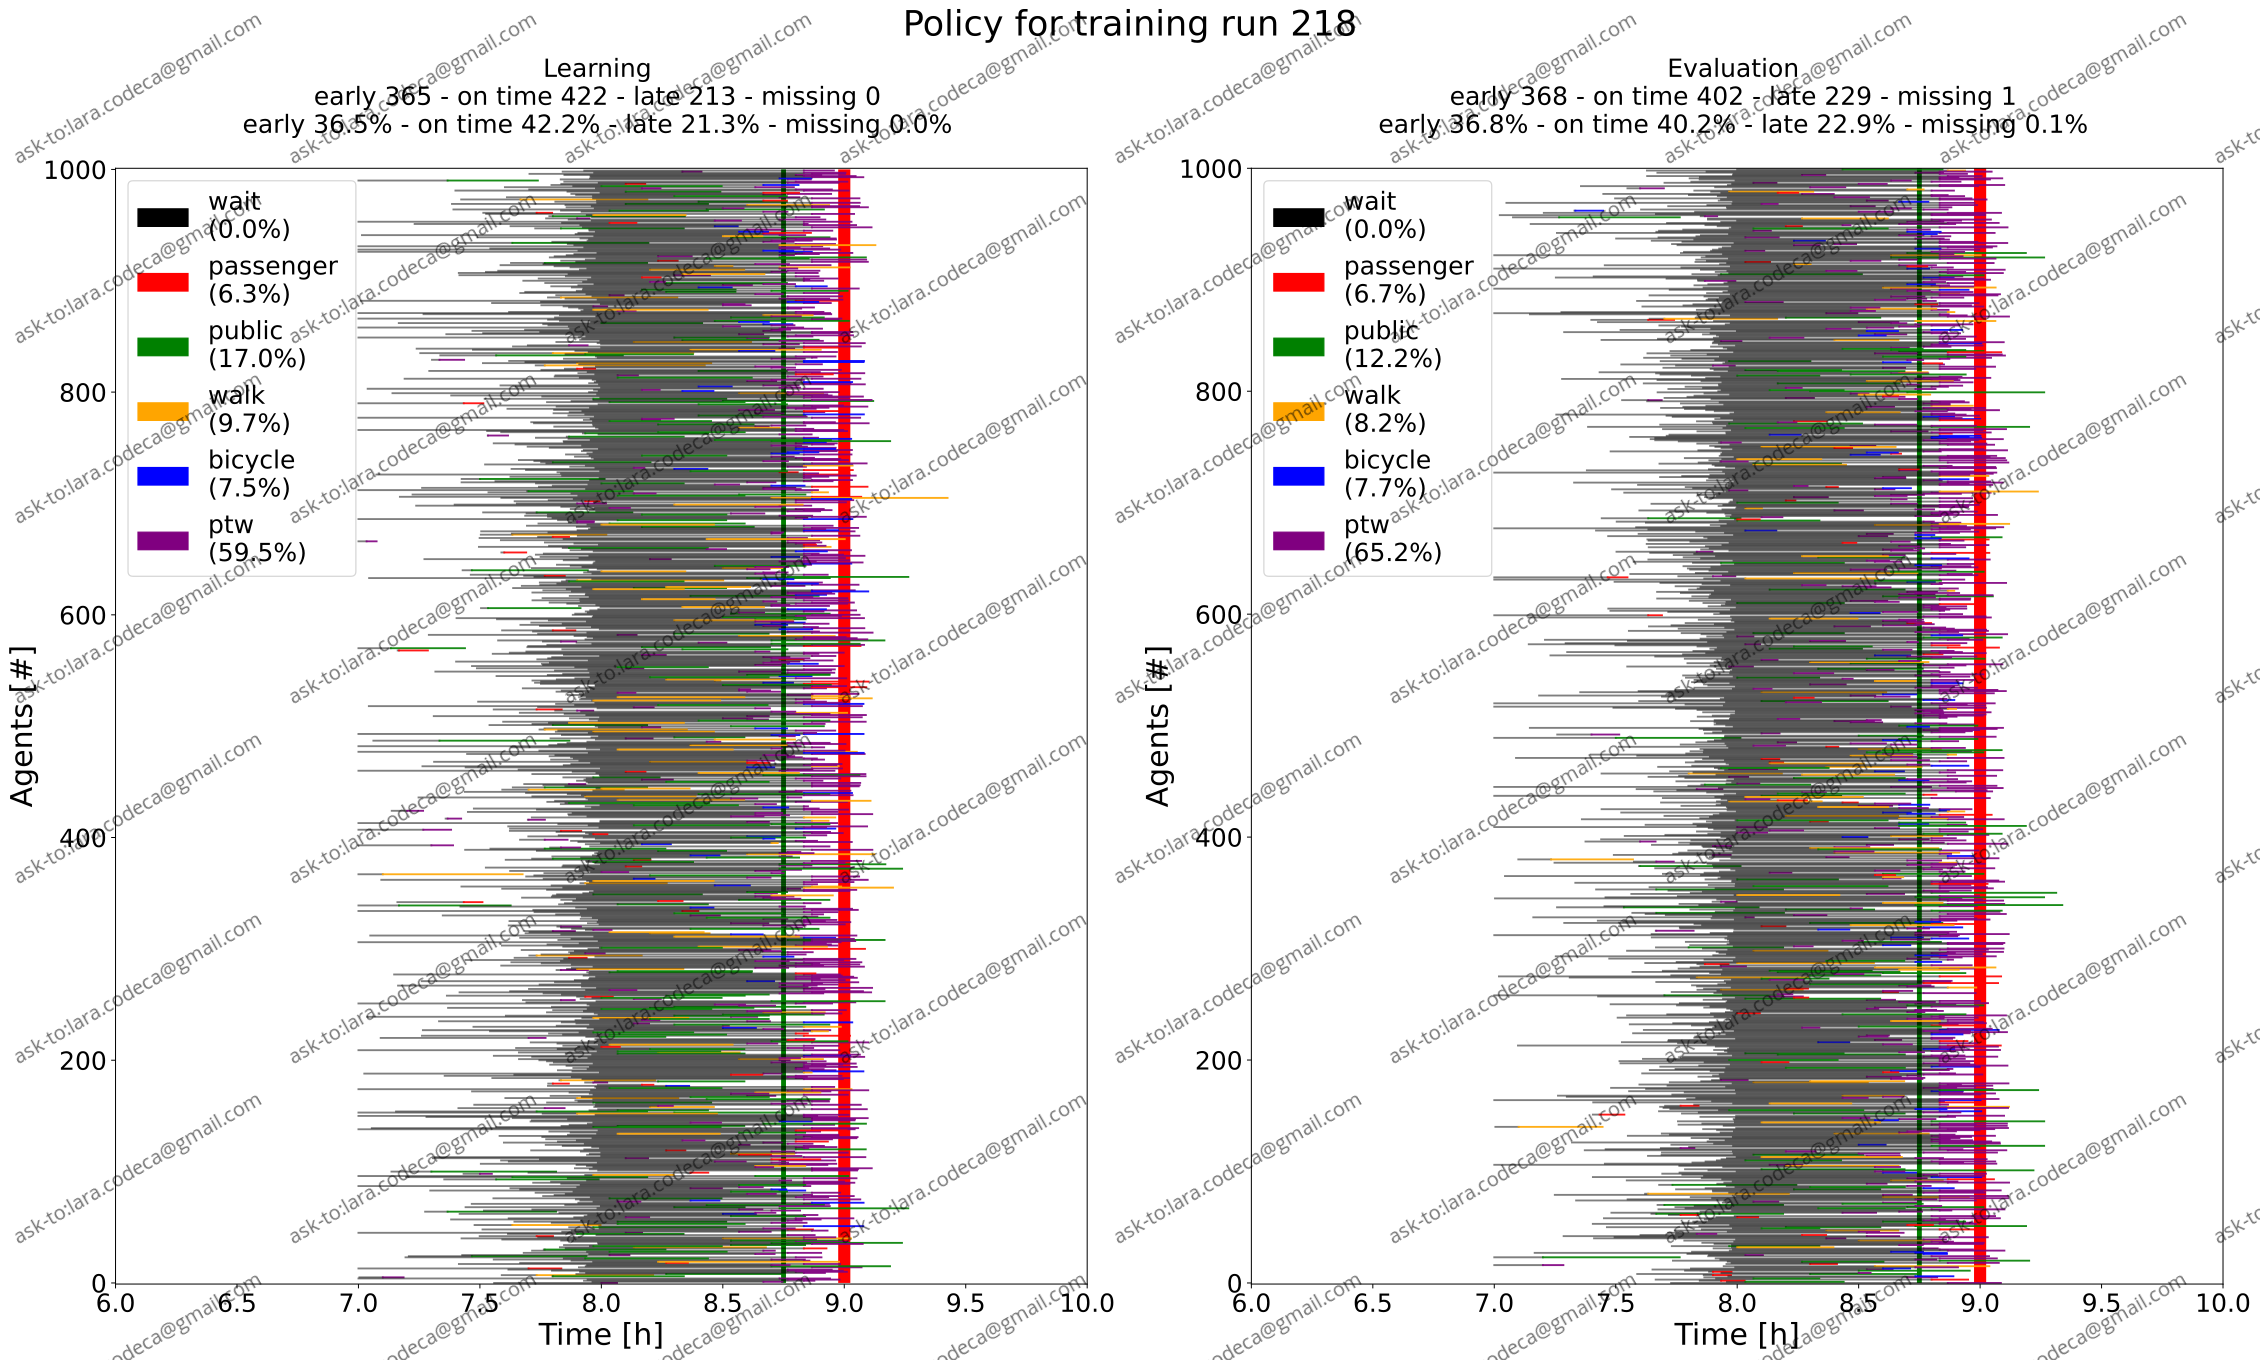 Policy for training run 218
Learning
early 365 - on time 422 - late 213 - missing 0
early 36.5% - on time 42.2% - late 21.3% - missing 0.0%
Evaluation
early 368 - on time 402 - late 229 - missing 1
early 36.8% - on time 40.2% - late 22.9% - missing 0.1%
1000
800
600
400
200
0
Agents [#]
wait
(0.0%)
passenger
(6.3%)
public
(17.0%)
walk
(9.7%)
bicycle
(7.5%)
ptw
(59.5%)
6.0 6.5 7.0 7.5 8.0 8.5 9.0 9.5 10.0
Time [h]
1000
800
600
400
200
0
Agents [#]
wait
(0.0%)
passenger
(6.7%)
public
(12.2%)
walk
(8.2%)
bicycle
(7.7%)
ptw
(65.2%)
6.0 6.5 7.0 7.5 8.0 8.5 9.0 9.5 10.0
Time [h]
ask-to:lara.codeca@gmail.com